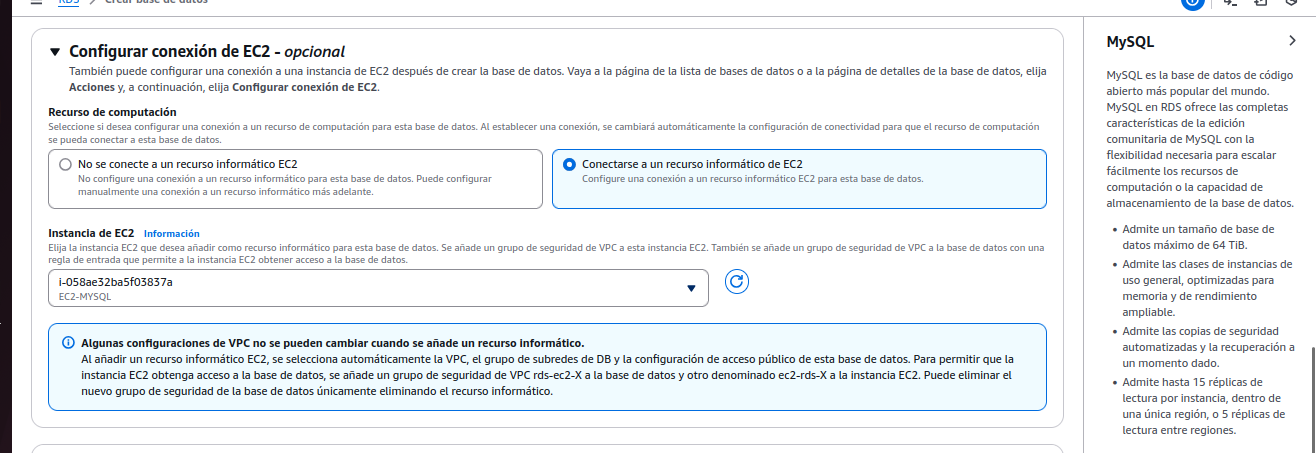 RDS > Crear base de datos
Configurar conexión de EC2 - opcional
También puede configurar una conexión a una instancia de EC2 después de crear la base de datos. Vaya a la página de la lista de bases de datos o a la página de detalles de la base de datos, elija
Acciones y, a continuación, elija Configurar conexión de EC2.
Recurso de computación
Seleccione si desea configurar una conexión a un recurso de computación para esta base de datos. Al establecer una conexión, se cambiará automáticamente la configuración de conectividad para que el recurso de computación
se pueda conectar a esta base de datos.
No se conecte a un recurso informático EC2
No configure una conexión a un recurso informático para esta base de datos. Puede configurar
manualmente una conexión a un recurso informático más adelante.
Conectarse a un recurso informático de EC2
Configure una conexión a un recurso informático EC2 para esta base de datos.
Instancia de EC2 Información
Elija la instancia EC2 que desea añadir como recurso informático para esta base de datos. Se añade un grupo de seguridad de VPC a esta instancia EC2. También se añade un grupo de seguridad de VPC a la base de datos con una
regla de entrada que permite a la instancia EC2 obtener acceso a la base de datos.
i-058ae32ba5f03837a
EC2-MYSQL
Algunas configuraciones de VPC no se pueden cambiar cuando se añade un recurso informático.
Al añadir un recurso informático EC2, se selecciona automáticamente la VPC, el grupo de subredes de DB y la configuración de acceso público de esta base de datos. Para permitir que la
instancia EC2 obtenga acceso a la base de datos, se añade un grupo de seguridad de VPC rds-ec2-X a la base de datos y otro denominado ec2-rds-X a la instancia EC2. Puede eliminar el
nuevo grupo de seguridad de la base de datos únicamente eliminando el recurso informático.
MySQL
MySQL es la base de datos de código
abierto más popular del mundo.
MySQL en RDS ofrece las completas
características de la edición
comunitaria de MySQL con la
flexibilidad necesaria para escalar
fácilmente los recursos de
computación o la capacidad de
almacenamiento de la base de datos.
• Admite un tamaño de base de
datos máximo de 64 TiB.
• Admite las clases de instancias de
uso general, optimizadas para
memoria y de rendimiento
ampliable.
• Admite las copias de seguridad
automatizadas y la recuperación a
un momento dado.
• Admite hasta 15 réplicas de
lectura por instancia, dentro de
una única región, o 5 réplicas de
lectura entre regiones.